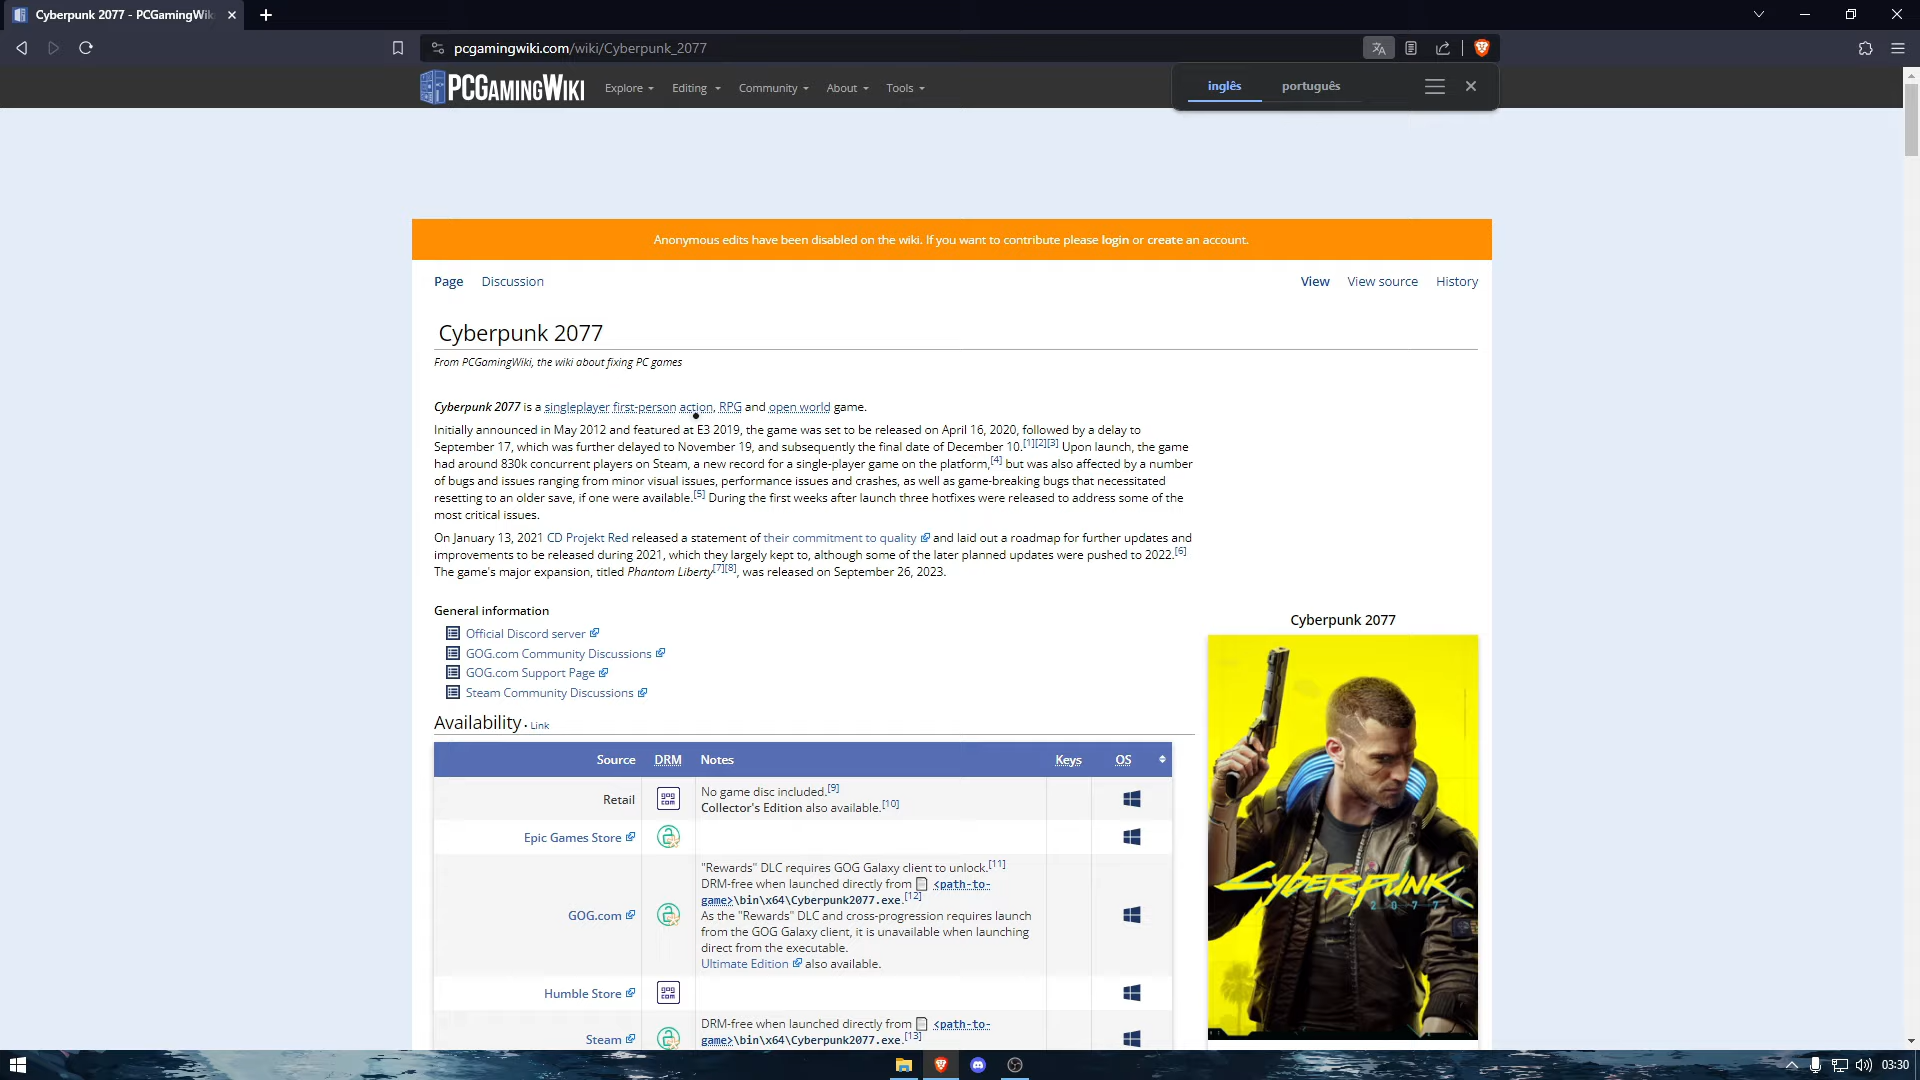 Cyberpunk 2077 - PCGamingWik
pcgamingwiki.com/wiki/Cyberpunk_2077
PCGamingWiki
Explore
Editing
Community
About
Tools
inglês
português
Anonymous edits have been disabled on the wiki. If you want to contribute please login or create an account.
Page
Discussion
View
View source
History
Cyberpunk 2077
From PCGamingWiki, the wiki about fixing PC games
Cyberpunk 2077 is a singleplayer first-person action, RPG and open world game.
Initially announced in May 2012 and featured at E3 2019, the game was set to be released on April 16, 2020, followed by a delay to
September 17, which was further delayed to November 19, and subsequently the final date of December 10.[1][2][3] Upon launch, the game
had around 830k concurrent players on Steam, a new record for a single-player game on the platform,[4] but was also affected by a number
of bugs and issues ranging from minor visual issues, performance issues and crashes, as well as game-breaking bugs that necessitated
resetting to an older save, if one were available.[5] During the first weeks after launch three hotfixes were released to address some of the
most critical issues.
On January 13, 2021 CD Projekt Red released a statement of their commitment to quality and laid out a roadmap for further updates and
improvements to be released during 2021, which they largely kept to, although some of the later planned updates were pushed to 2022.[6]
The game's major expansion, titled Phantom Liberty[7][8], was released on September 26, 2023.
General information
Official Discord server
GOG.com Community Discussions
GOG.com Support Page
Steam Community Discussions
Availability · Link
Source DRM Notes Keys OS
Retail
No game disc included.[9]
Collector's Edition also available.[10]
Epic Games Store
GOG.com
"Rewards" DLC requires GOG Galaxy client to unlock.[11]
DRM-free when launched directly from <path-to-
game>\bin\x64\Cyberpunk2077.exe.[12]
As the "Rewards" DLC and cross-progression requires launch
from the GOG Galaxy client, it is unavailable when launching
direct from the executable.
Ultimate Edition also available.
Humble Store
Steam
DRM-free when launched directly from <path-to-
game>\bin\x64\Cyberpunk2077.exe.[13]
Cyberpunk 2077
CYBERPUNK
2077
03:30